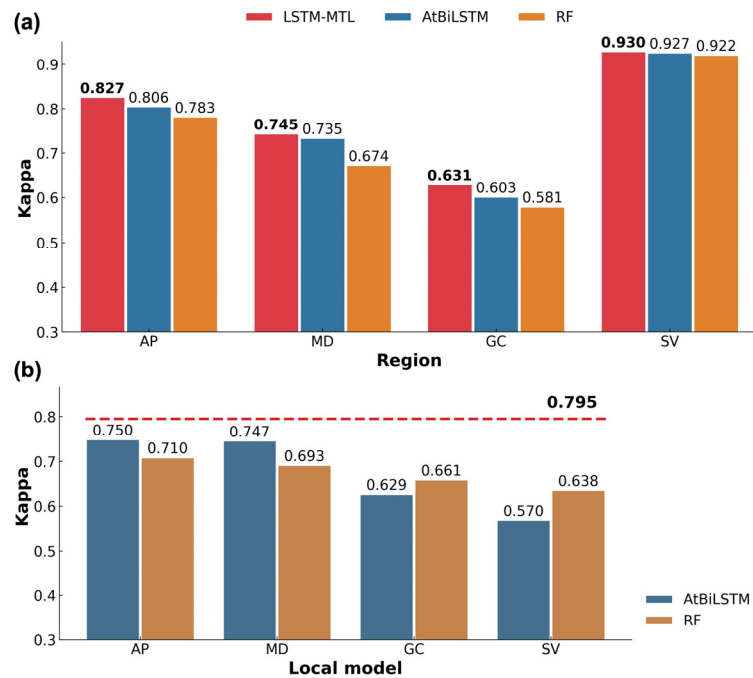 (a)
LSTM-MTL AtBiLSTM RF
Kappa
0.9
0.8
0.7
0.6
0.5
0.4
0.3
0.827 0.806 0.783
0.745 0.735 0.674
0.631 0.603 0.581
0.930 0.927 0.922
AP MD GC SV
Region
(b)
Kappa
0.8
0.7
0.6
0.5
0.4
0.3
0.795
0.750 0.710
0.747 0.693
0.629 0.661
0.570 0.638
AP MD GC SV
Local model
AtBiLSTM
RF